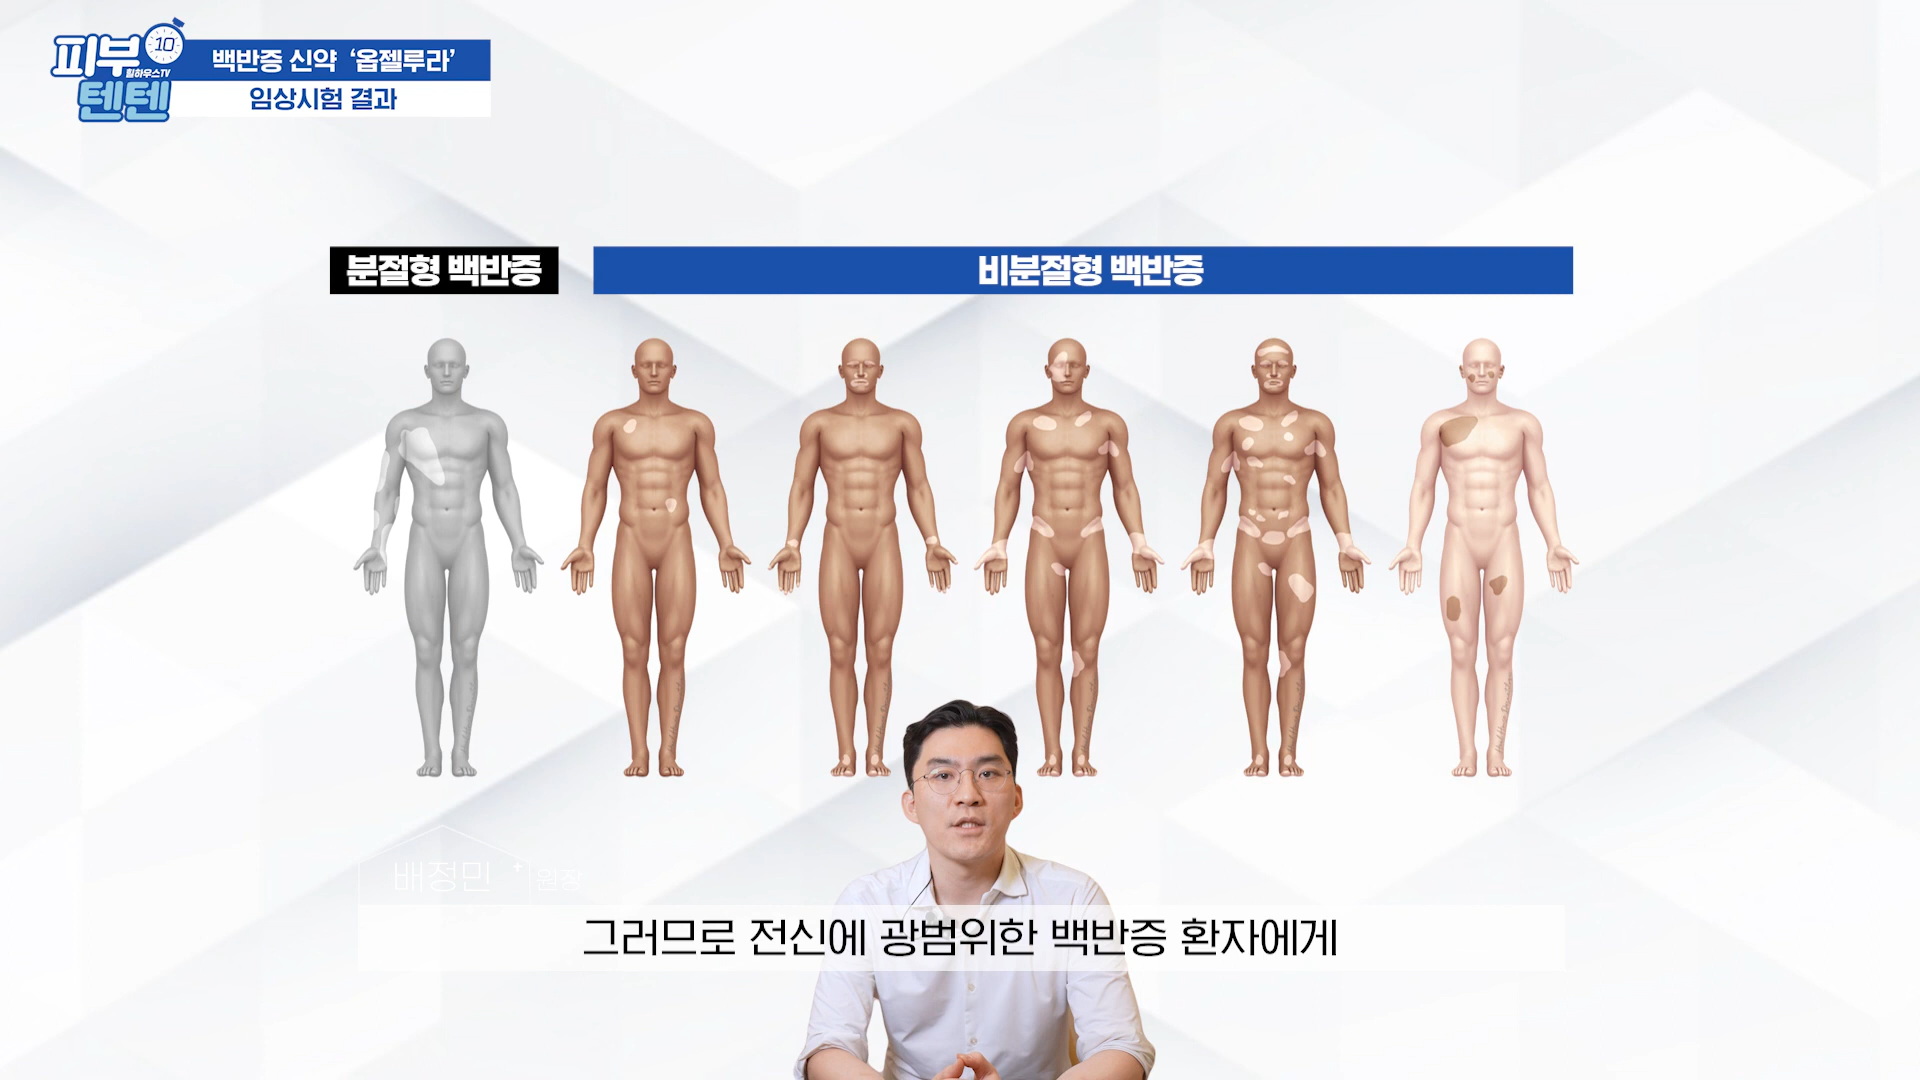 피부
10
힐하우스TV
텐텐
백반증 신약 ‘옵젤루라’
임상시험 결과
분절형 백반증
비분절형 백반증
배정민 원장
그러므로 전신에 광범위한 백반증 환자에게